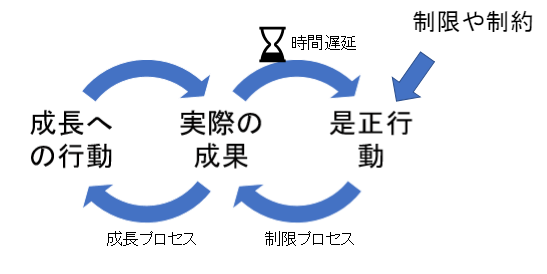 制限や制約
時間遅延
成長へ
の行動
実際の
成果
是正行
動
成長プロセス
制限プロセス